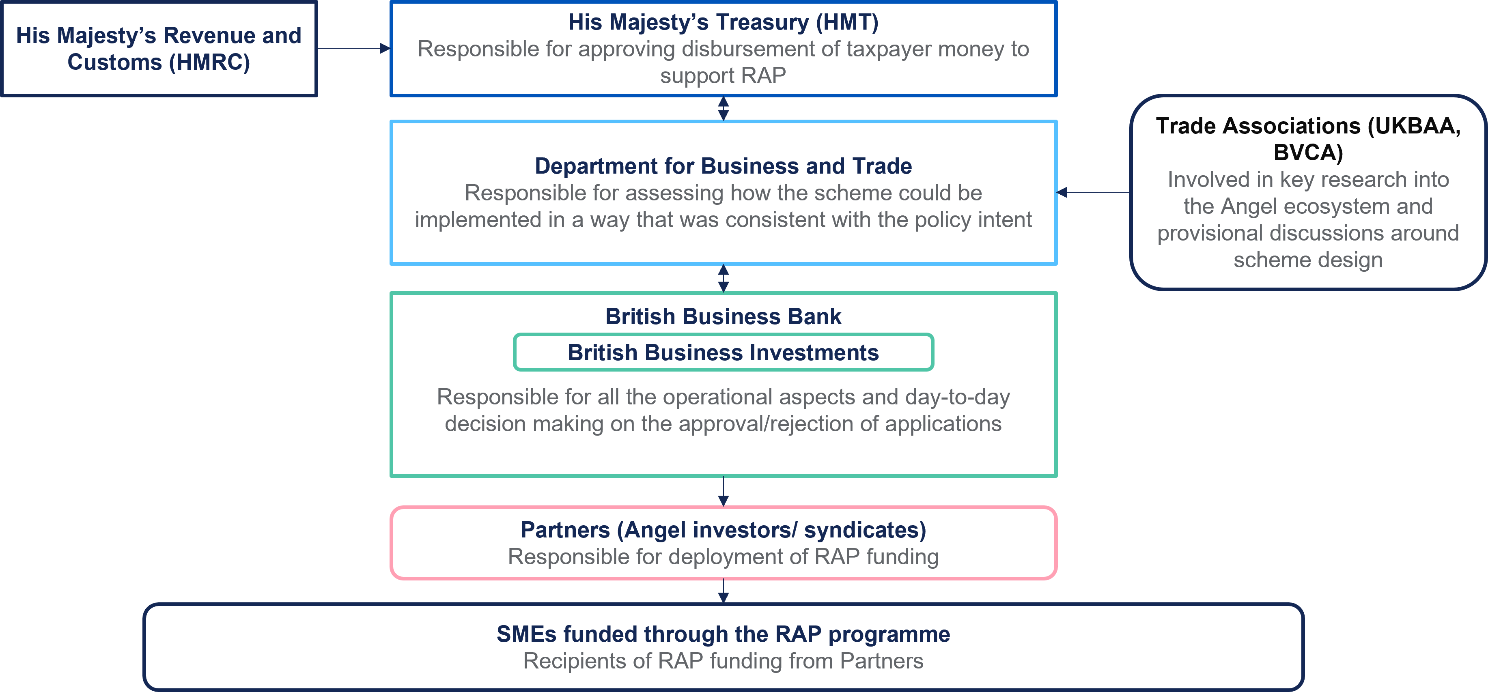 His Majesty’s Revenue and
Customs (HMRC)
His Majesty’s Treasury (HMT)
Responsible for approving disbursement of taxpayer money to
support RAP
Trade Associations (UKBAA,
BVCA)
Involved in key research into
the Angel ecosystem and
provisional discussions around
scheme design
Department for Business and Trade
Responsible for assessing how the scheme could be
implemented in a way that was consistent with the policy intent
British Business Bank
British Business Investments
Responsible for all the operational aspects and day-to-day
decision making on the approval/rejection of applications
Partners (Angel investors/ syndicates)
Responsible for deployment of RAP funding
SMEs funded through the RAP programme
Recipients of RAP funding from Partners